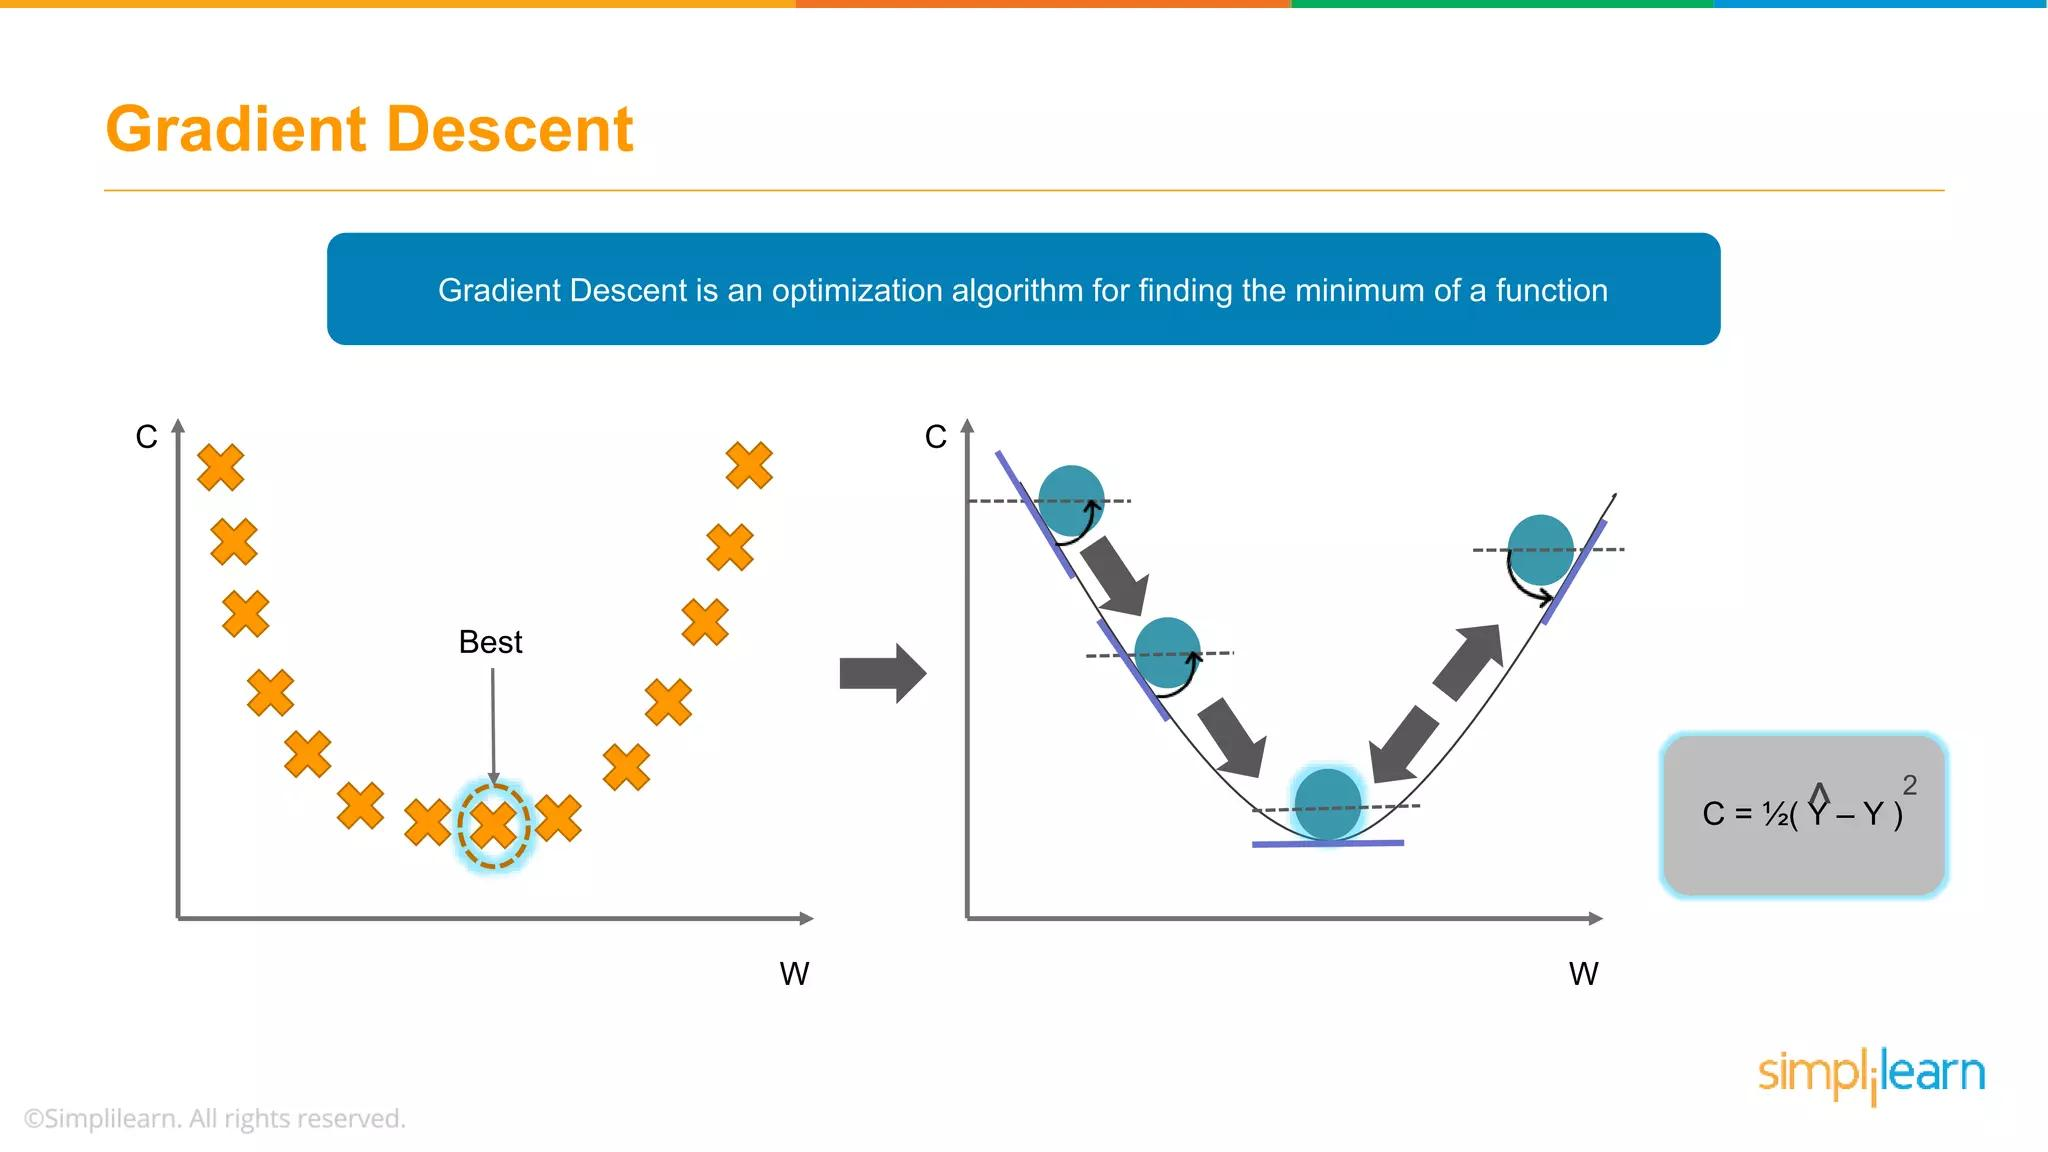 Gradient Descent
Gradient Descent is an optimization algorithm for finding the minimum of a function
C
Best
W
C
W
C = ½( Ŷ – Y )²
simplilearn
©Simplilearn. All rights reserved.